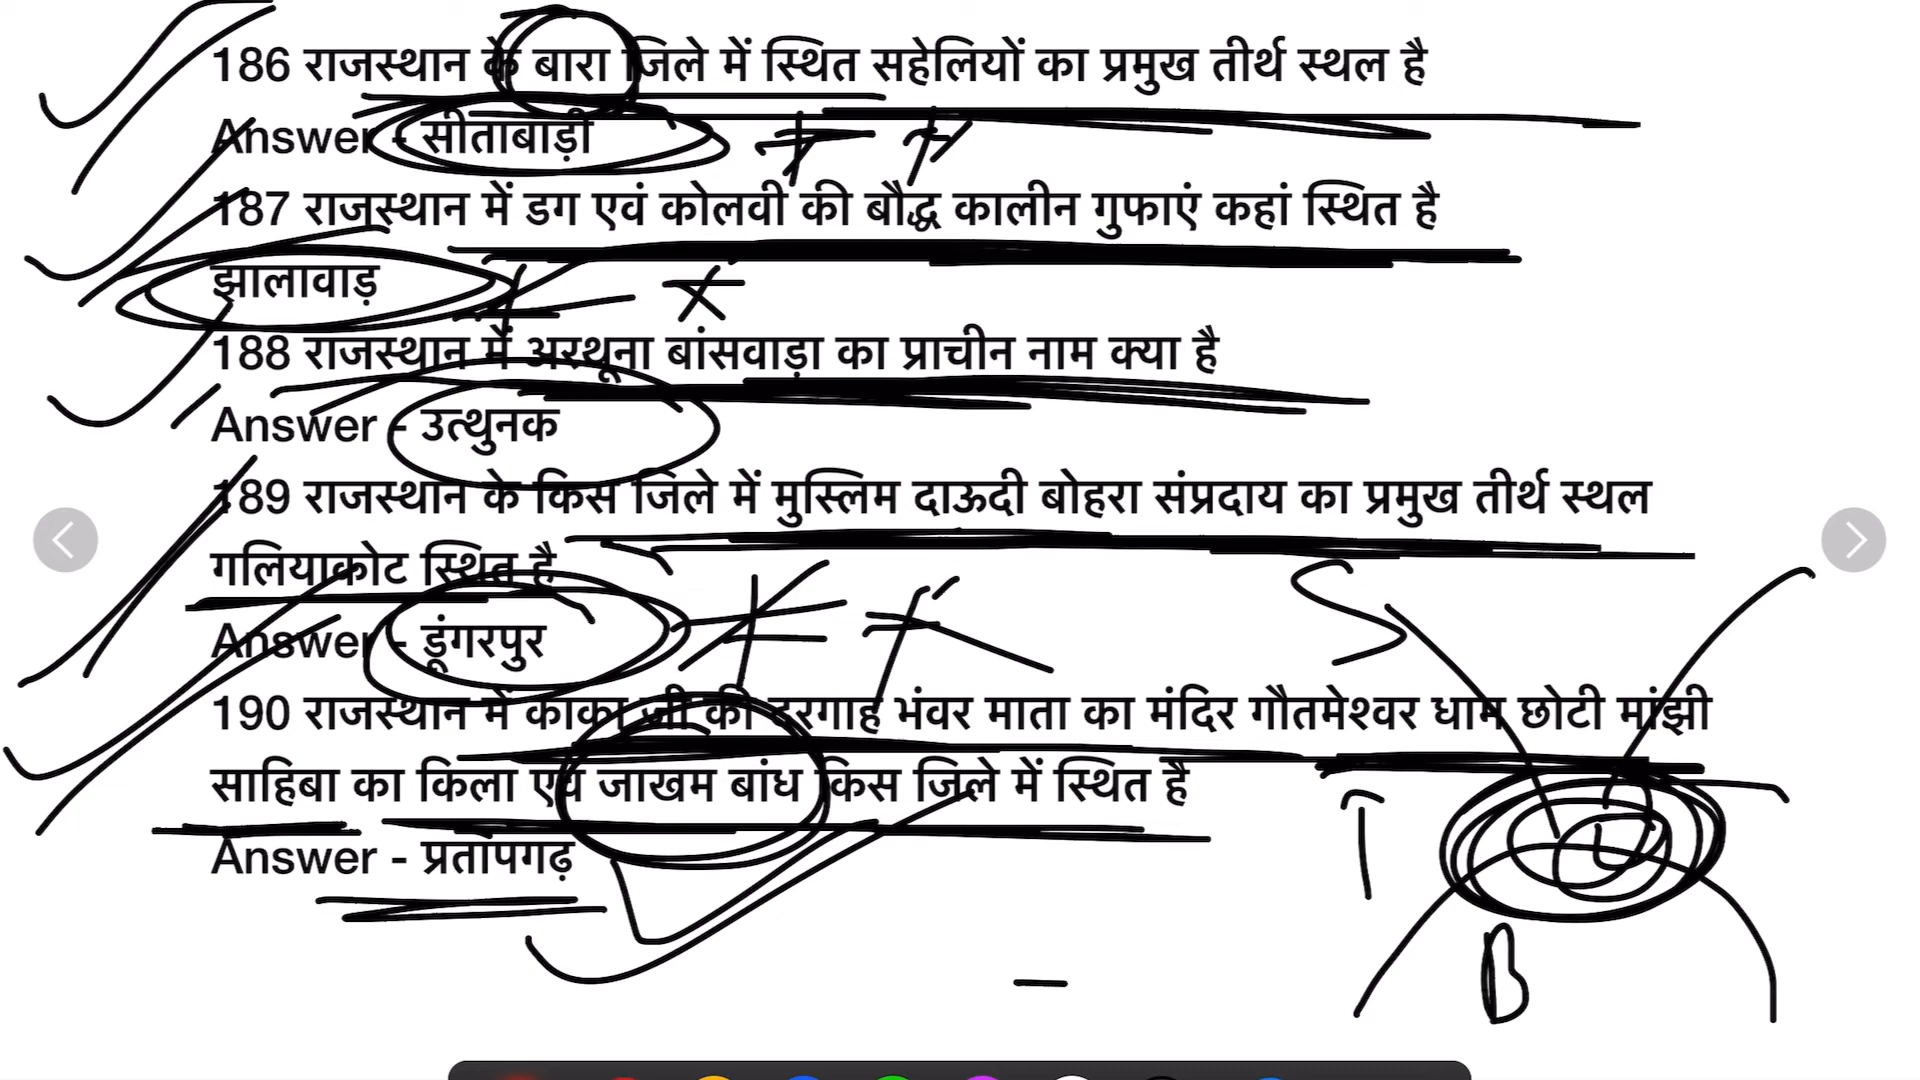 186 राजस्थान के बारा जिले में स्थित सहेलियों का प्रमुख तीर्थ स्थल है
Answer - सीताबाड़ी
187 राजस्थान में डग एवं कोलवी की बौद्ध कालीन गुफाएं कहां स्थित है
झालावाड़
188 राजस्थान में अरथूना बांसवाड़ा का प्राचीन नाम क्या है
Answer - उत्थुनक
189 राजस्थान के किस जिले में मुस्लिम दाऊदी बोहरा संप्रदाय का प्रमुख तीर्थ स्थल
गलियाकोट स्थित है
Answer - डूंगरपुर
190 राजस्थान में काका जी की दरगाह भंवर माता का मंदिर गौतमेश्वर धाम छोटी मांझी
साहिबा का किला एवं जाखम बांध किस जिले में स्थित है
Answer - प्रतापगढ़
S
T
B